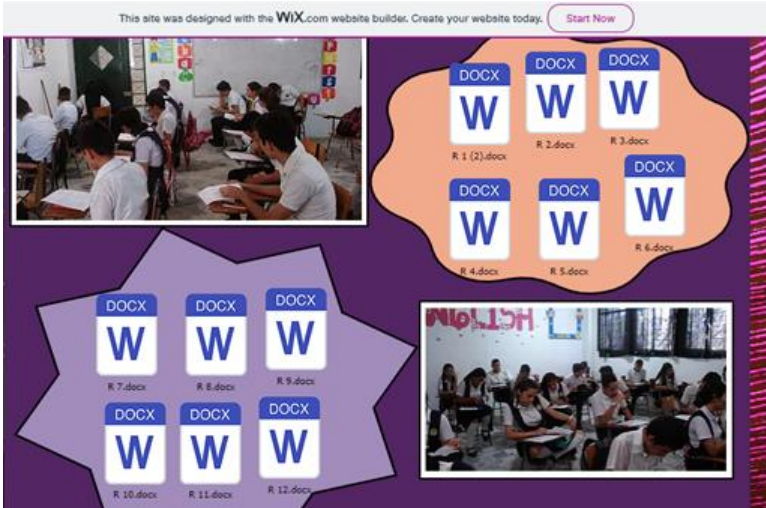 This site was designed with the WiX.com website builder. Create your website today.
Start Now
DOCX DOCX DOCX
W W W
R 1 (2).docx R 2.docx R 3.docx
DOCX DOCX DOCX
W W W
R 4.docx R 5.docx R 6.docx
DOCX DOCX DOCX
W W W
R 7.docx R 8.docx R 9.docx
DOCX DOCX DOCX
W W W
R 10.docx R 11.docx R 12.docx